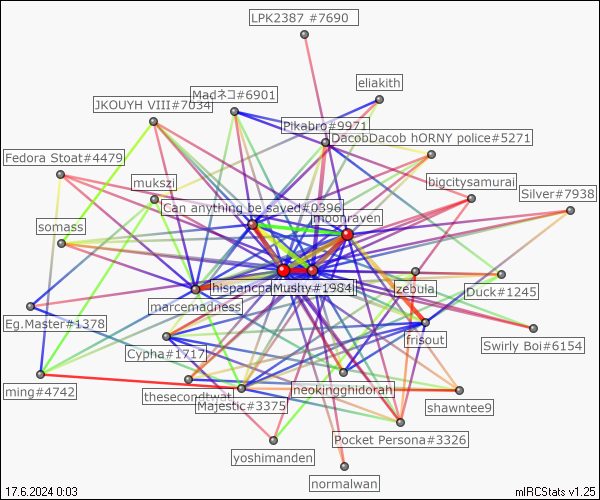 LPK2387 #7690
eliakith
Madネコ#6901
JKOUYH VIII#7034
Pikabro#9971
DacobDacob hORNY police#5271
Fedora Stoat#4479
mukszi
bigcitysamurai
Silver#7938
Can anything be saved#0396
moonraven
somass
Mushy#1984
zebula
Duck#1245
marcemadness
Eg.Master#1378
frisout
Cypha#1717
Swirly Boi#6154
ming#4742
thesecondtwat
neokingghidorah
Majestic#3375
shawntee9
Pocket Persona#3326
yoshimanden
normalwan
17.6.2024 0:03
mIRCStats v1.25